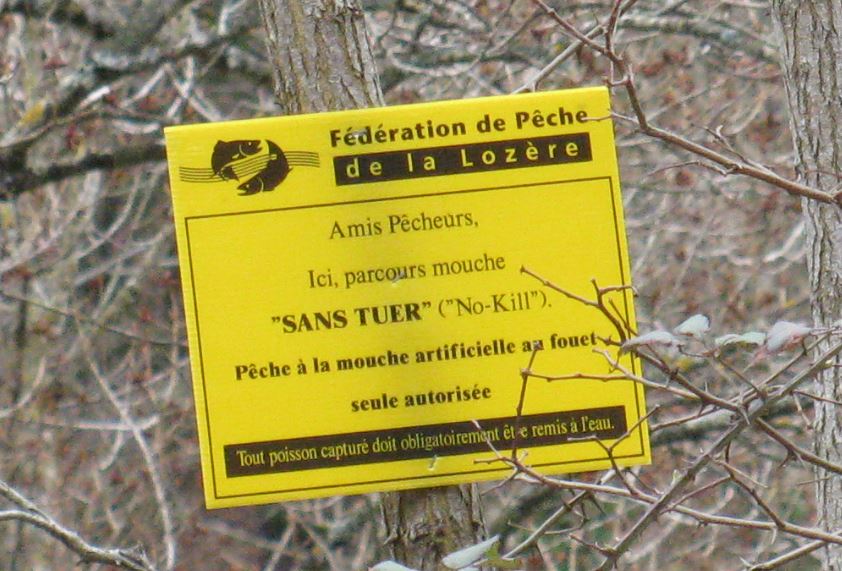 Fédération de Pêche
de la Lozère
Amis Pêcheurs,
Ici, parcours mouche
"SANS TUER" ("No-Kill").
Pêche à la mouche artificielle au fouet
seule autorisée
Tout poisson capturé doit obligatoirement être remis à l'eau.